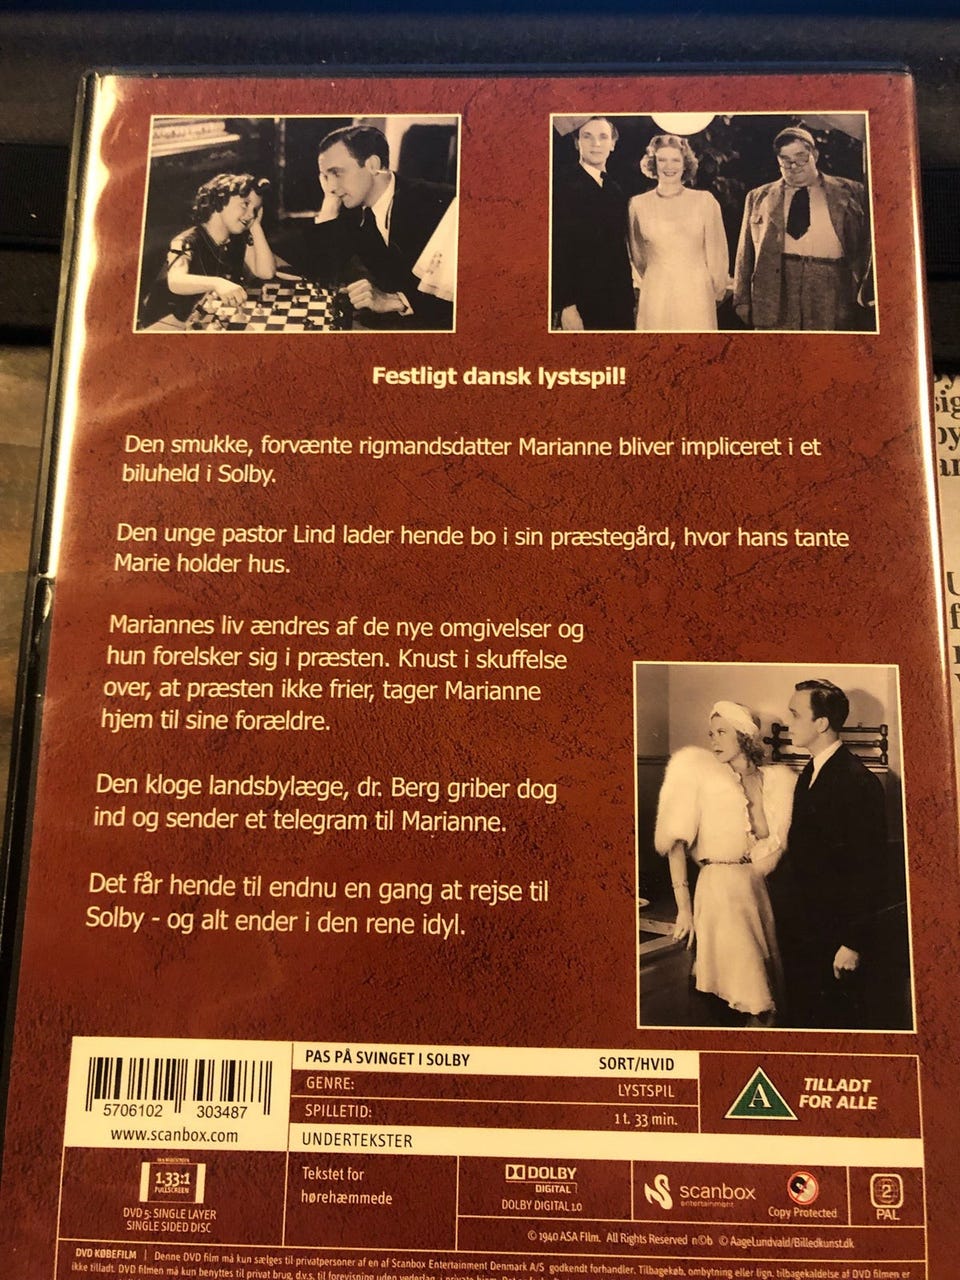 Festligt dansk lystspil!
Den smukke, forvænte rigmandsdatter Marianne bliver impliceret i et
biluheld i Solby.
Den unge pastor Lind lader hende bo i sin præstegård, hvor hans tante
Marie holder hus.
Mariannes liv ændres af de nye omgivelser og
hun forelsker sig i præsten. Knust i skuffelse
over, at præsten ikke frier, tager Marianne
hjem til sine forældre.
Den kloge landsbylæge, dr. Berg griber dog
ind og sender et telegram til Marianne.
Det får hende til endnu en gang at rejse til
Solby - og alt ender i den rene idyl.
5706102 303487
www.scanbox.com
PAS PÅ SVINGET I SOLBY SORT/HVID
GENRE: LYSTSPIL
SPILLETID: 1 t. 33 min.
UNDERTEKSTER
A TILLADT
FOR ALLE
1.33:1
FULLSCREEN
DVD 5: SINGLE LAYER
SINGLE SIDED DISC
Tekstet for
hørehæmmede
DOLBY
DIGITAL
DOLBY DIGITAL 1.0
scanbox
entertainment
Copy Protected
2
PAL
© 1940 ASA Film. All Rights Reserved n©b © AageLundvald/Billedkunst.dk
DVD KØBEFILM | Denne DVD film må kun sælges til privatpersoner af en af Scanbox Entertainment Danmark A/S godkendt forhandler. Tilbagekøb, ombytning eller lign.
ikke tilladt. DVD filmen må kun benyttes til privat brug, d.v.s. til forevisning uden vederlag, i private hjem. tilbagekaldelse af DVD filmen er